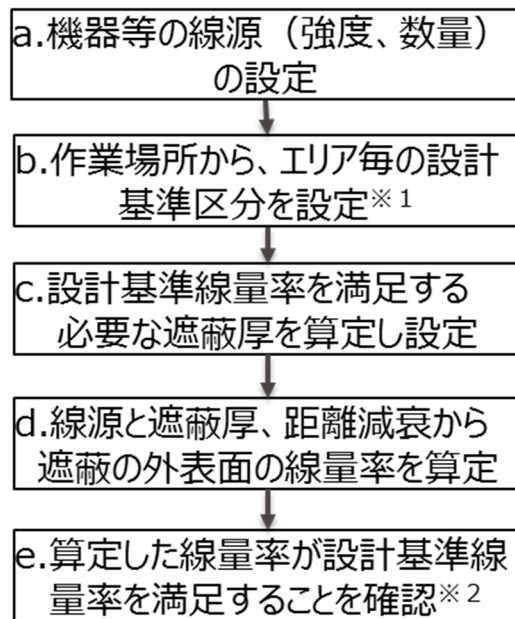 a.機器等の線源（強度、数量）
の設定
b.作業場所から、エリア毎の設計
基準区分を設定※1
c.設計基準線量率を満足する
必要な遮蔽厚を算定し設定
d.線源と遮蔽厚、距離減衰から
遮蔽の外表面の線量率を算定
e.算定した線量率が設計基準線
量率を満足することを確認※2